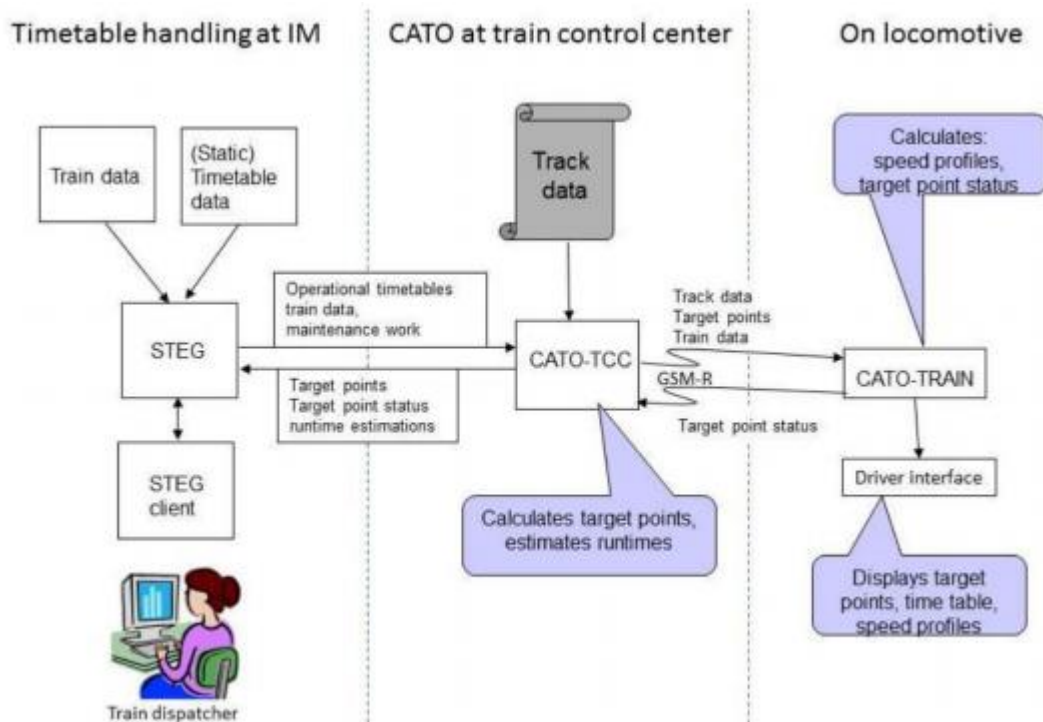 Timetable handling at IM
CATO at train control center
On locomotive
Train data
(Static)
Timetable
data
Track
data
Calculates:
speed profiles,
target point status
Operational timetables
train data,
maintenance work
STEG
CATO-TCC
Track data
Target points
Train data
GSM-R
CATO-TRAIN
Target points
Target point status
runtime estimations
Target point status
STEG
client
Calculates target points,
estimates runtimes
Driver interface
Displays target
points, time table,
speed profiles
Train dispatcher